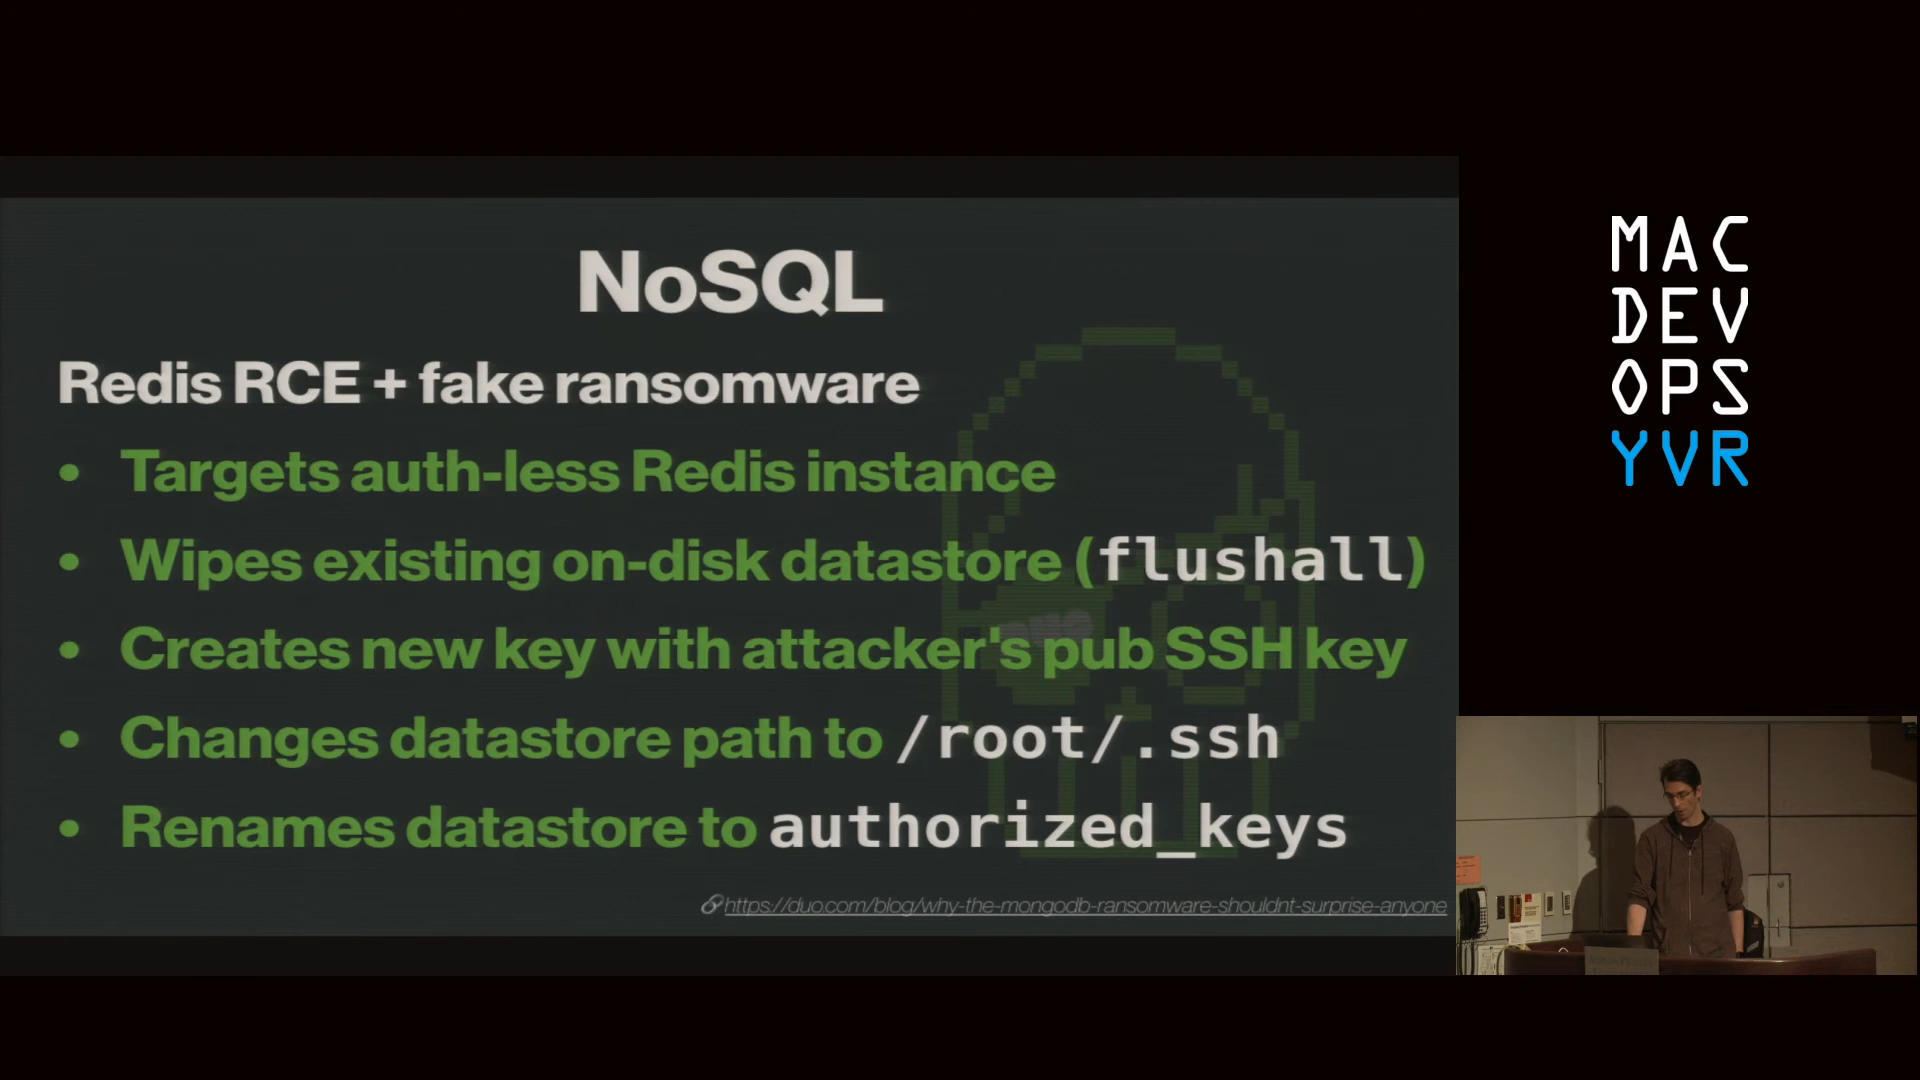 NoSQL
Redis RCE + fake ransomware
• Targets auth-less Redis instance
• Wipes existing on-disk datastore (flushall)
• Creates new key with attacker's pub SSH key
• Changes datastore path to /root/.ssh
• Renames datastore to authorized_keys
https://duo.com/blog/why-the-mongodb-ransomware-shouldnt-surprise-anyone
MAC
DEV
OPS
YVR